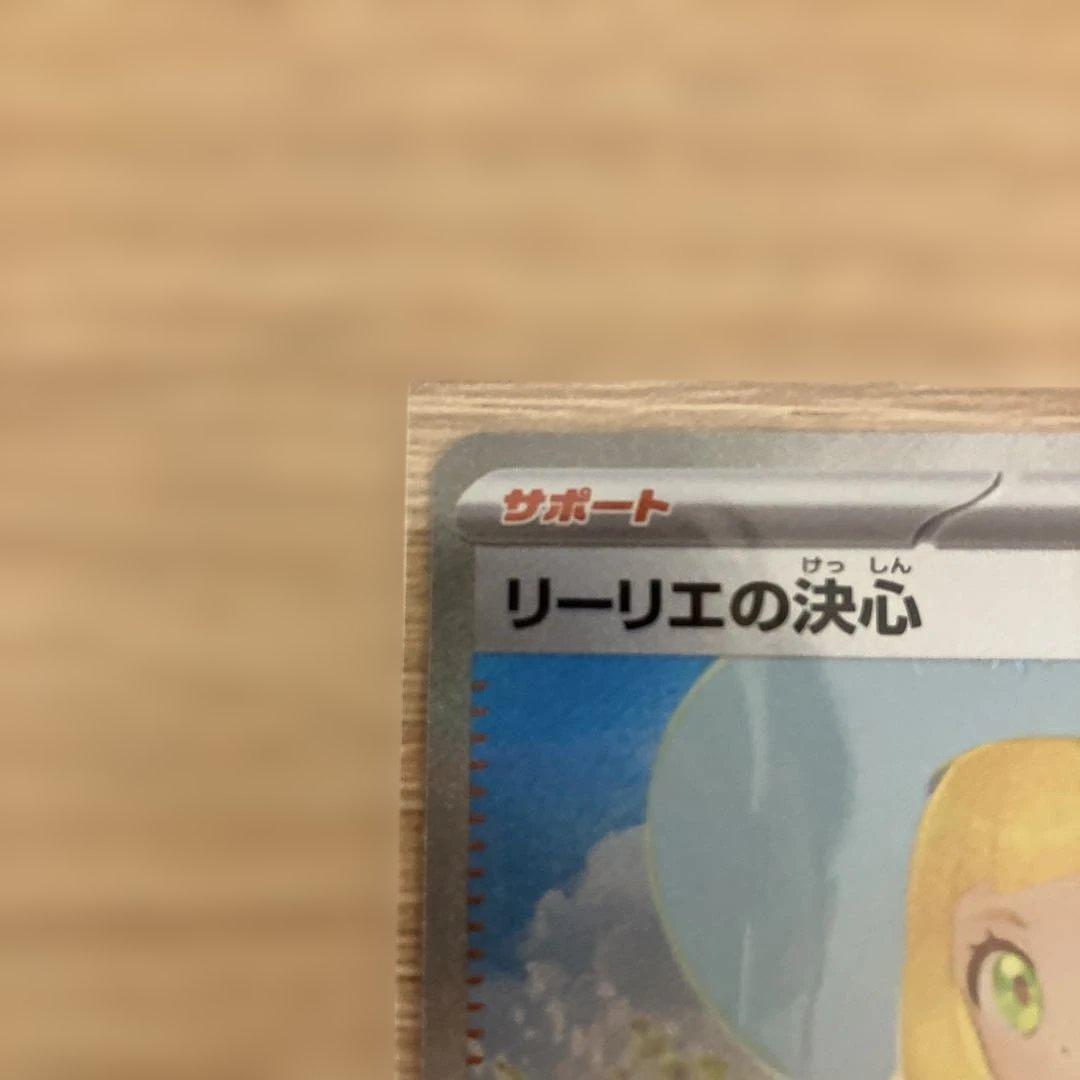 サポート
けっ しん
リーリエの決心